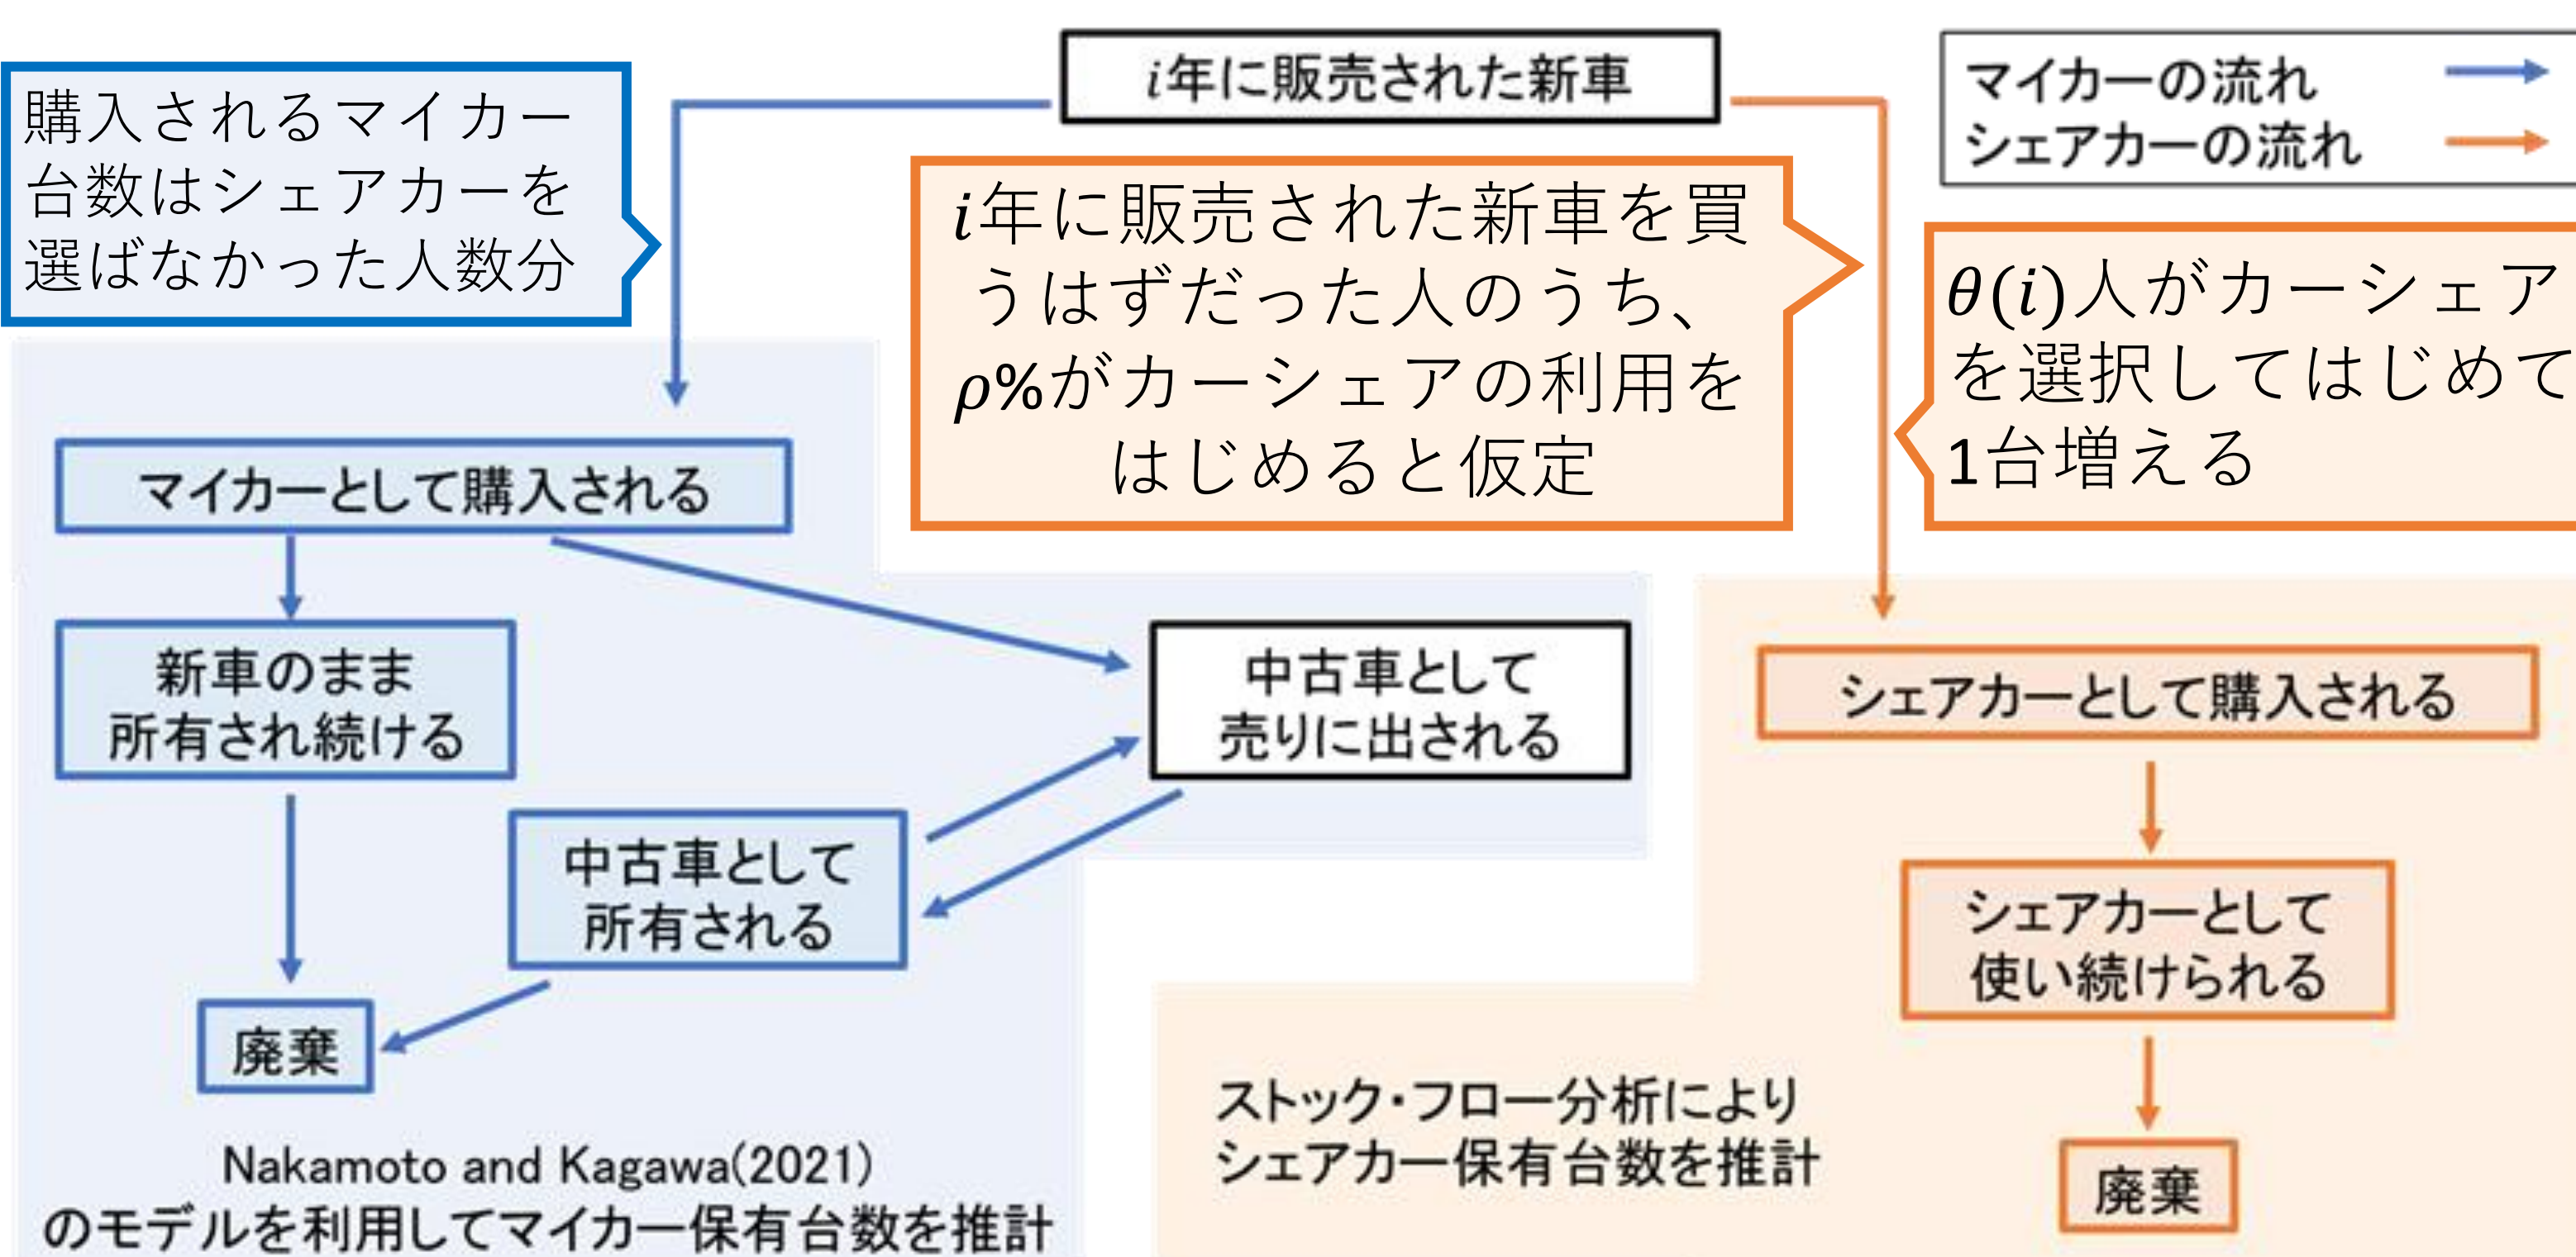 i年に販売された新車
マイカーの流れ
シェアカーの流れ
購入されるマイカー
台数はシェアカーを
選ばなかった人数分
i年に販売された新車を買
うはずだった人のうち、
ρ%がカーシェアの利用を
はじめると仮定
θ(i)人がカーシェア
を選択してはじめて
1台増える
マイカーとして購入される
新車のまま
所有され続ける
中古車として
売りに出される
シェアカーとして購入される
中古車として
所有される
シェアカーとして
使い続けられる
廃棄
ストック・フロー分析により
シェアカー保有台数を推計
廃棄
Nakamoto and Kagawa(2021)
のモデルを利用してマイカー保有台数を推計